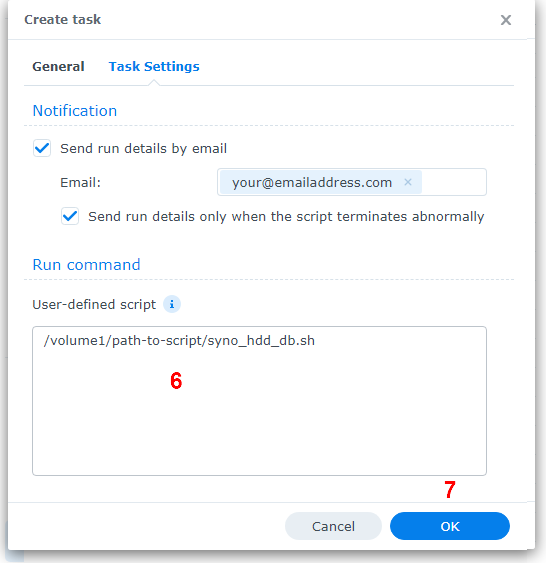 Create task
General Task Settings
Notification
Send run details by email
Email: your@emailaddress.com ×
Send run details only when the script terminates abnormally
Run command
User-defined script i
/volume1/path-to-script/syno_hdd_db.sh
6
7
Cancel OK